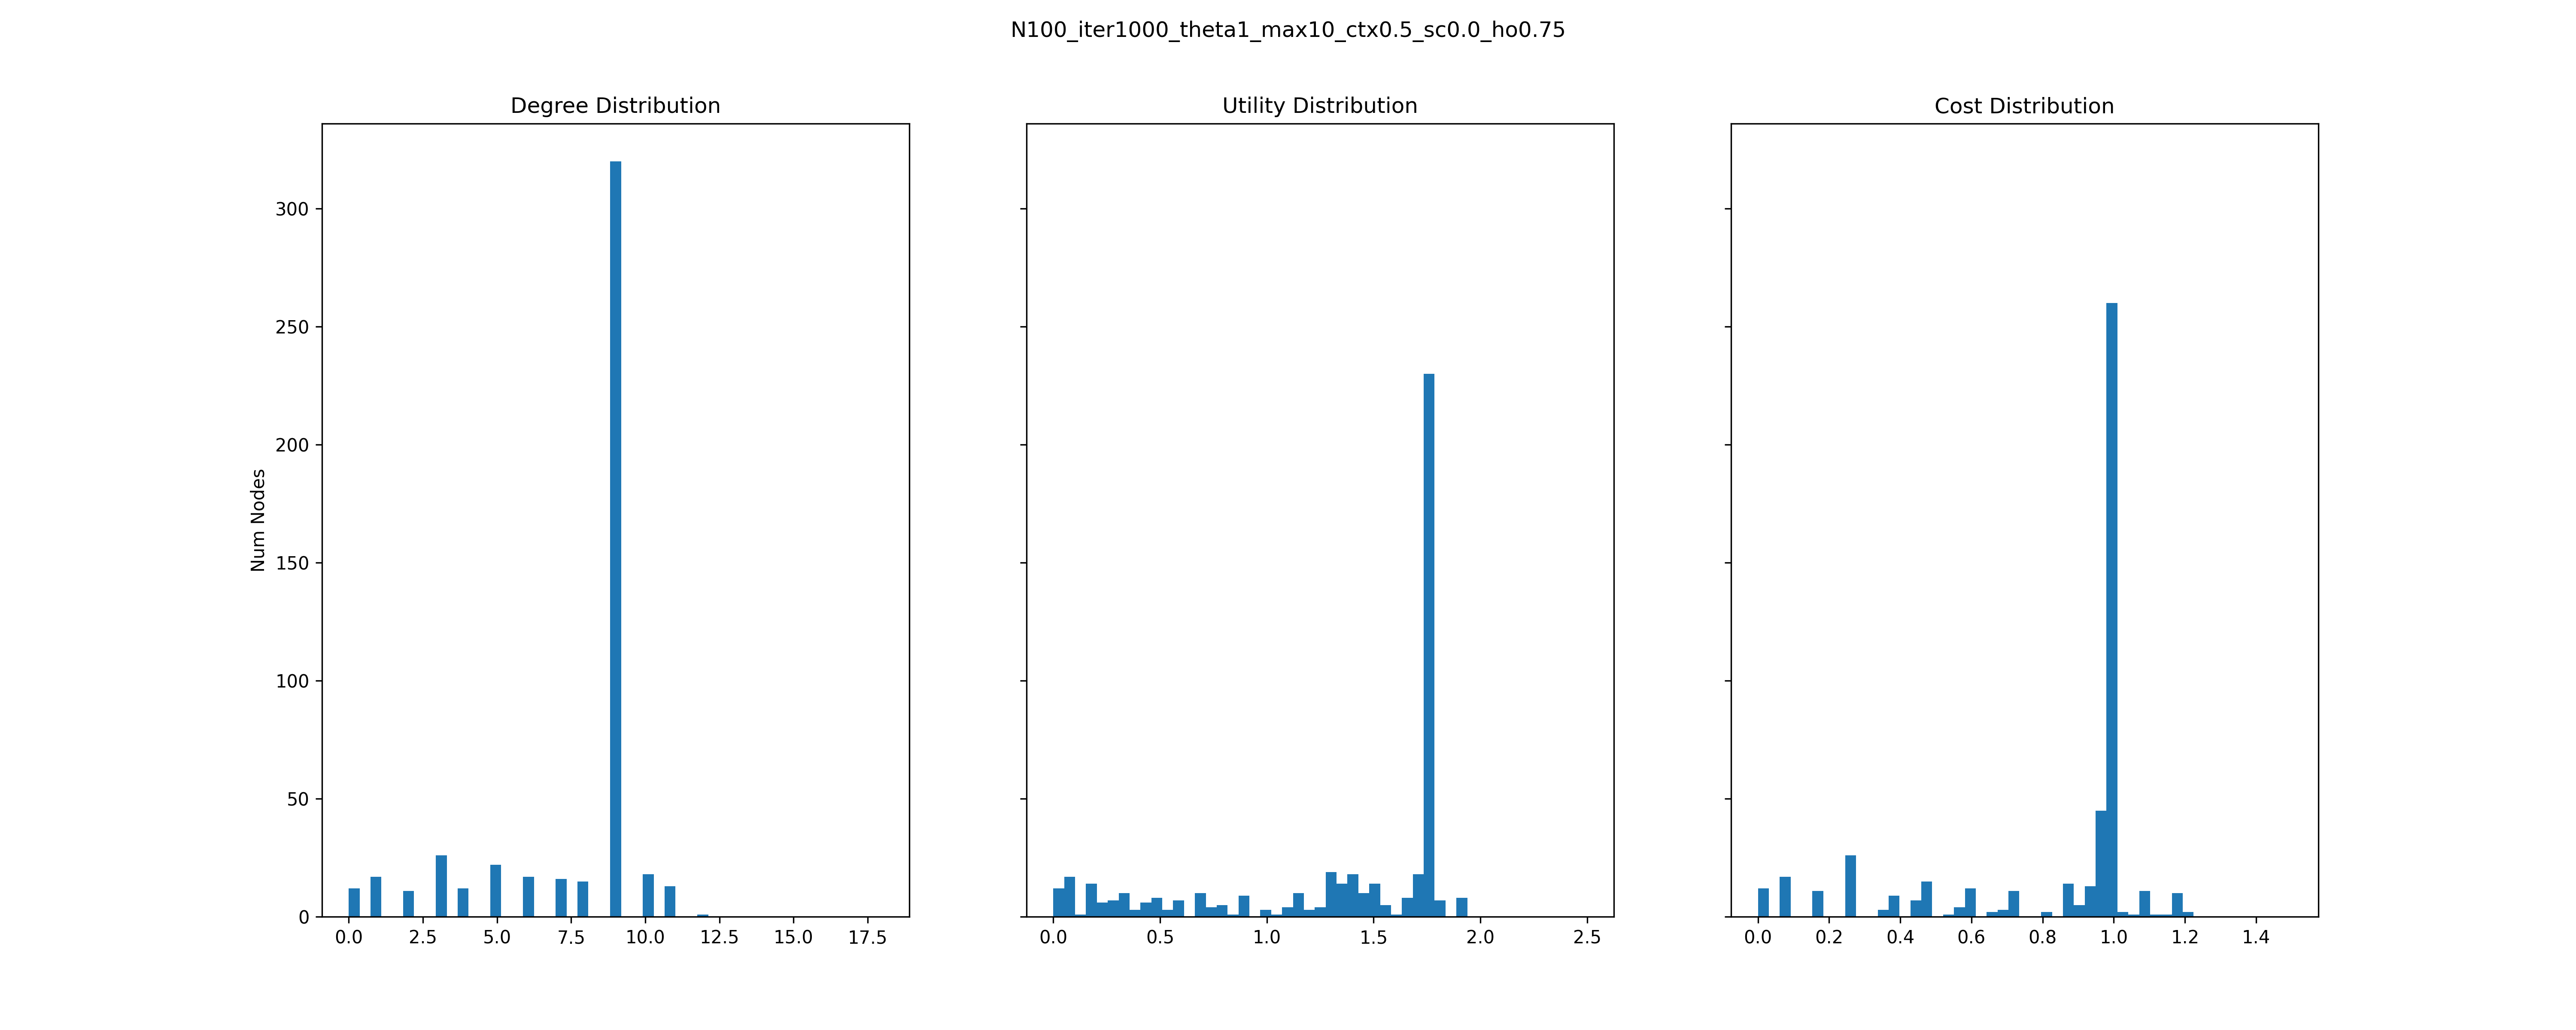 N100_iter1000_theta1_max10_ctx0.5_sc0.0_ho0.75
Degree Distribution
Utility Distribution
Cost Distribution
Num Nodes
300
250
200
150
100
50
0
0.0 2.5 5.0 7.5 10.0 12.5 15.0 17.5
0.0 0.5 1.0 1.5 2.0 2.5
0.0 0.2 0.4 0.6 0.8 1.0 1.2 1.4